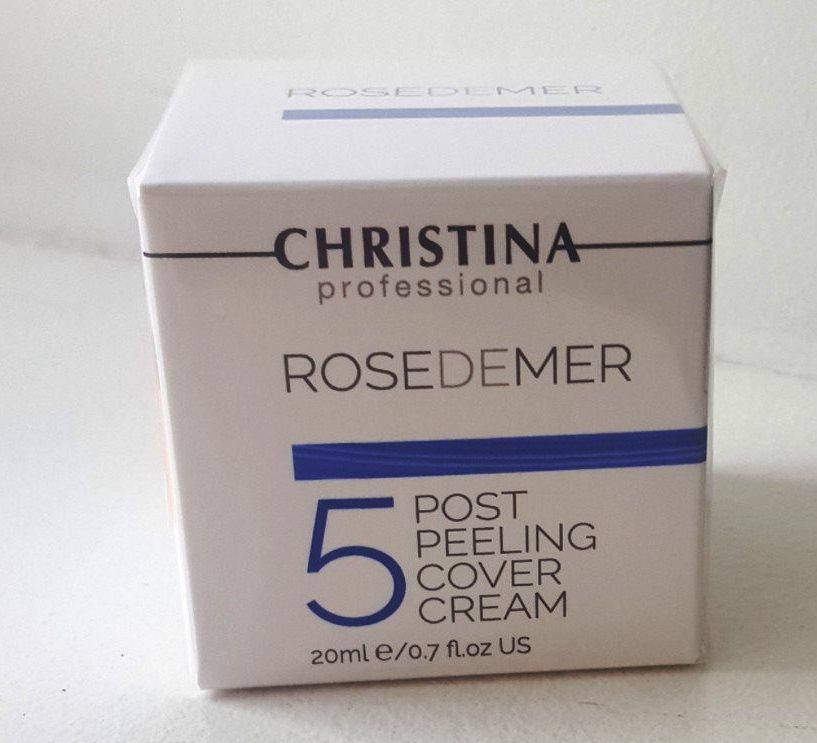 ROSEDEMER
CHRISTINA
professional
ROSEDEMER
5 POST
PEELING
COVER
CREAM
20ml e/0.7 fl.oz US